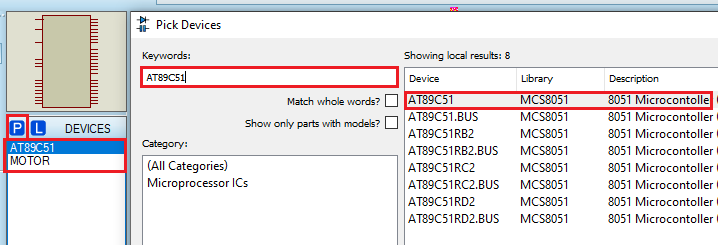 Pick Devices
Keywords:
AT89C51
Match whole words?
Show only parts with models?
Category:
(All Categories)
Microprocessor ICs
Showing local results: 8
Device Library Description
AT89C51 MCS8051 8051 Microcontoller
AT89C51.BUS MCS8051 8051 Microcontoller (
AT89C51RB2 MCS8051 8051 Microcontoller (
AT89C51RB2.BUS MCS8051 8051 Microcontoller (
AT89C51RC2 MCS8051 8051 Microcontoller (
AT89C51RC2.BUS MCS8051 8051 Microcontoller (
AT89C51RD2 MCS8051 8051 Microcontoller (
AT89C51RD2.BUS MCS8051 8051 Microcontoller (
P L DEVICES
AT89C51
MOTOR